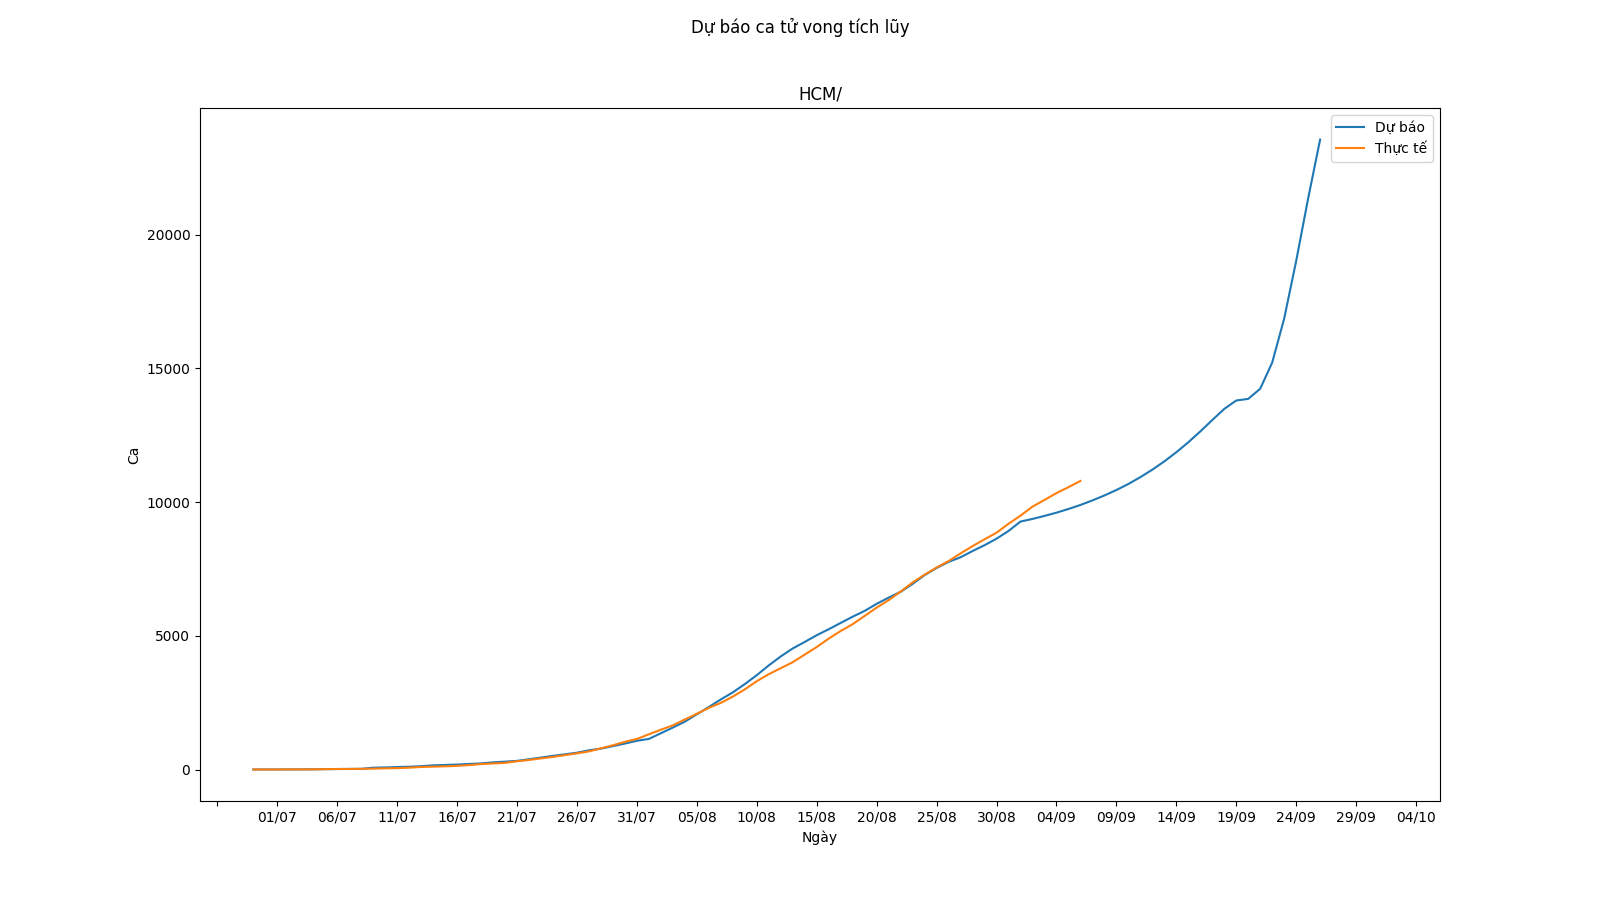 Dự báo ca tử vong tích lũy
HCM/
Dự báo
Thực tế
20000
15000
10000
5000
0
Ca
01/07 06/07 11/07 16/07 21/07 26/07 31/07 05/08 10/08 15/08 20/08 25/08 30/08 04/09 09/09 14/09 19/09 24/09 29/09 04/10
Ngày